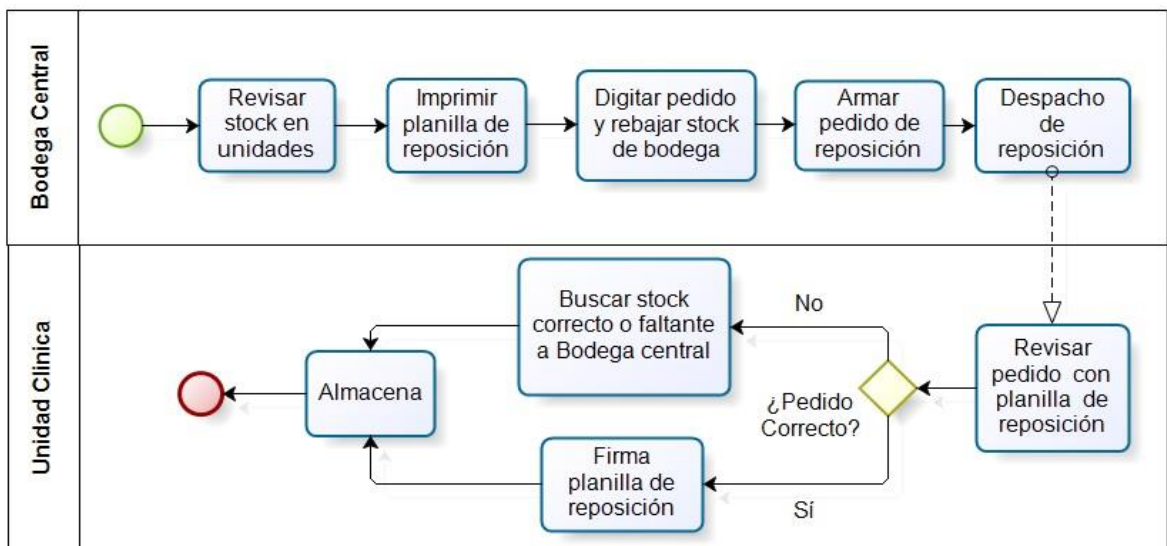 Bodega Central
Revisar
stock en
unidades
Imprimir
planilla de
reposición
Digitar pedido
y rebajar stock
de bodega
Armar
pedido de
reposición
Despacho
de
reposición
Unidad Clinica
Buscar stock
correcto o faltante
a Bodega central
No
Revisar
pedido con
planilla de
reposición
Almacena
¿Pedido
Correcto?
Firma
planilla de
reposición
Sí